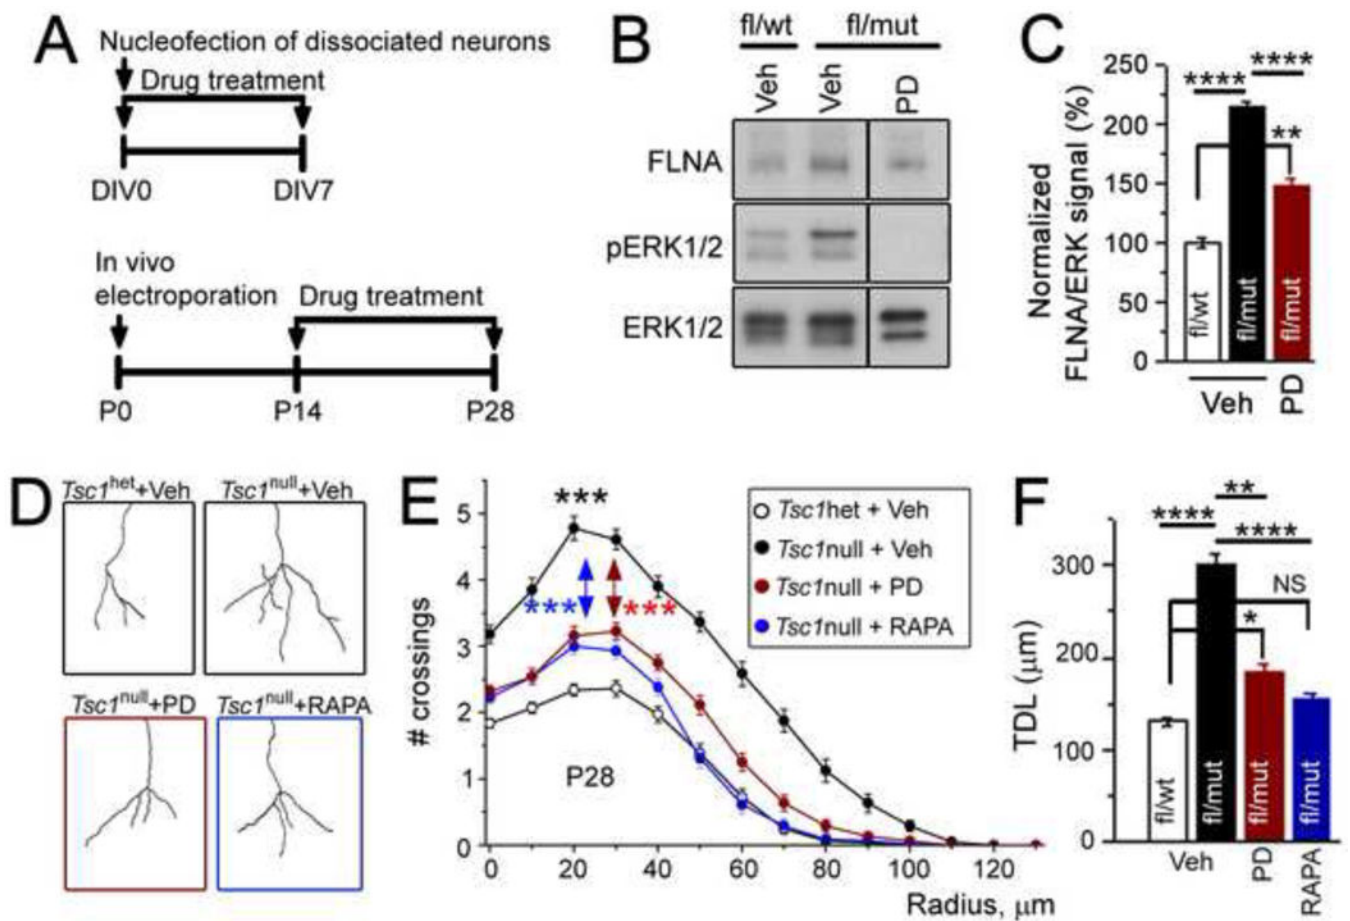 A
Nucleofection of dissociated neurons
Drug treatment
DIV0 DIV7
In vivo
electroporation Drug treatment
P0 P14 P28
B
fl/wt fl/mut
Veh Veh PD
FLNA
pERK1/2
ERK1/2
C
Normalized
FLNA/ERK signal (%)
250
200
150
100
50
0
**** ****
**
fl/wt fl/mut fl/mut
Veh PD
D
Tsc1het+Veh Tsc1null+Veh
Tsc1null+PD Tsc1null+RAPA
E
# crossings
5
4
3
2
1
0
***
*** ***
Tsc1het + Veh
Tsc1null + Veh
Tsc1null + PD
Tsc1null + RAPA
P28
0 20 40 60 80 100 120
Radius, μm
F
TDL (μm)
300
200
100
0
**
**** ****
NS
*
fl/wt fl/mut fl/mut fl/mut
Veh PD RAPA